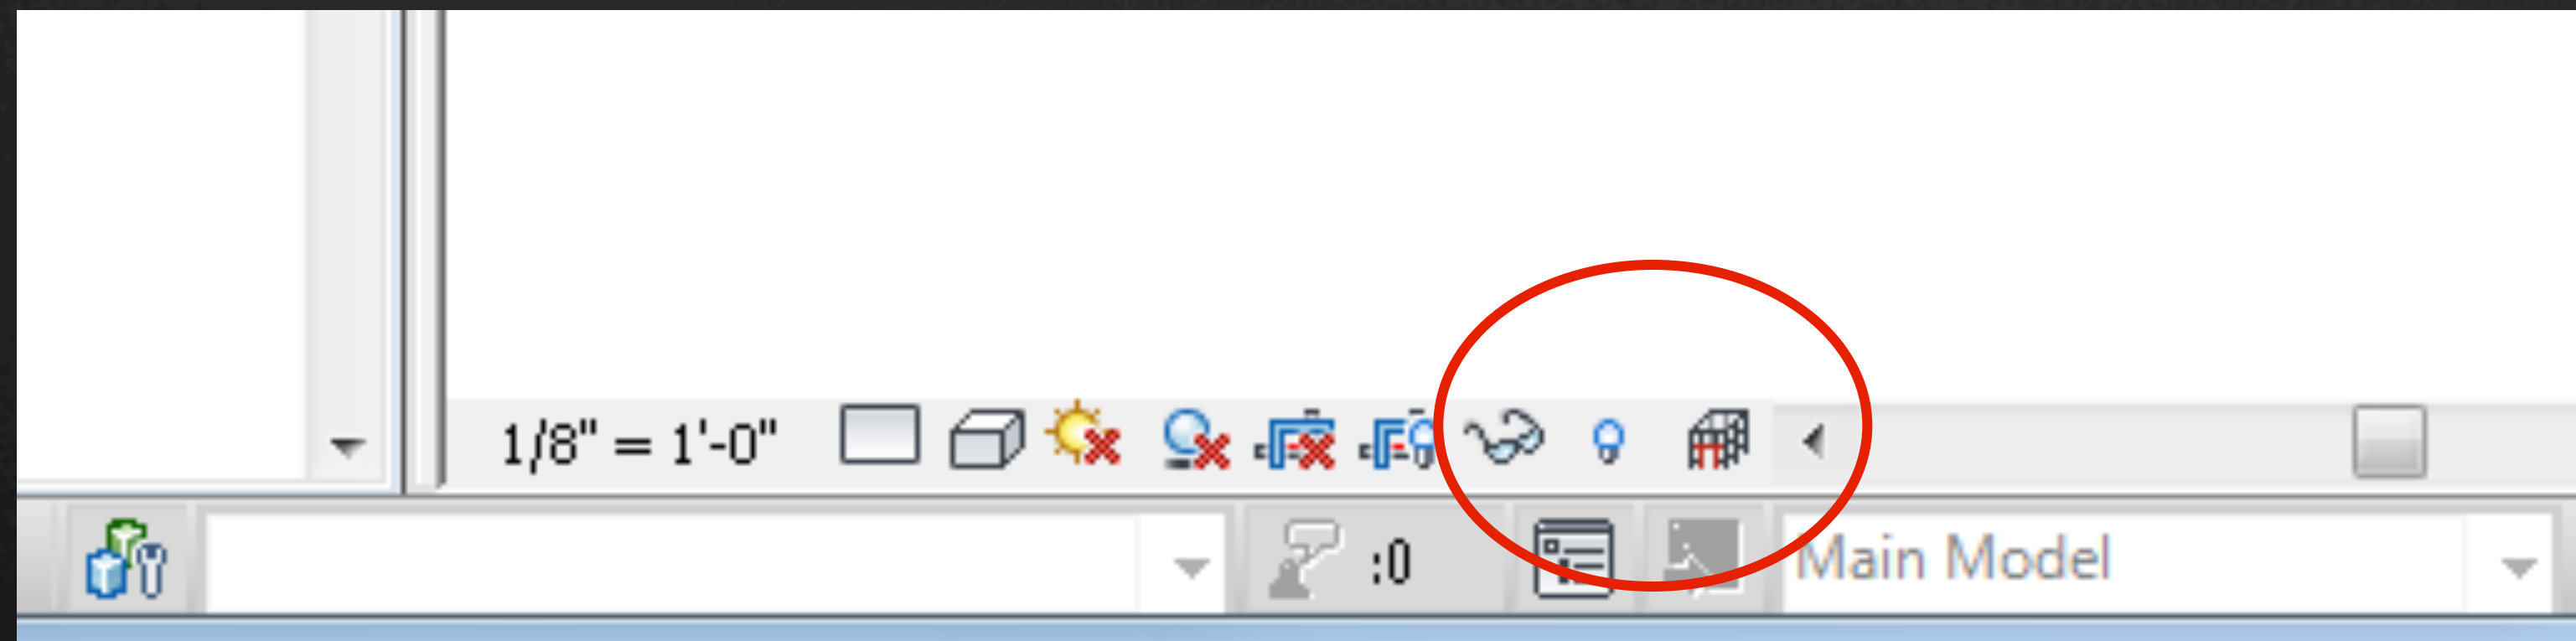 1/8" = 1'-0"
:0 Main Model